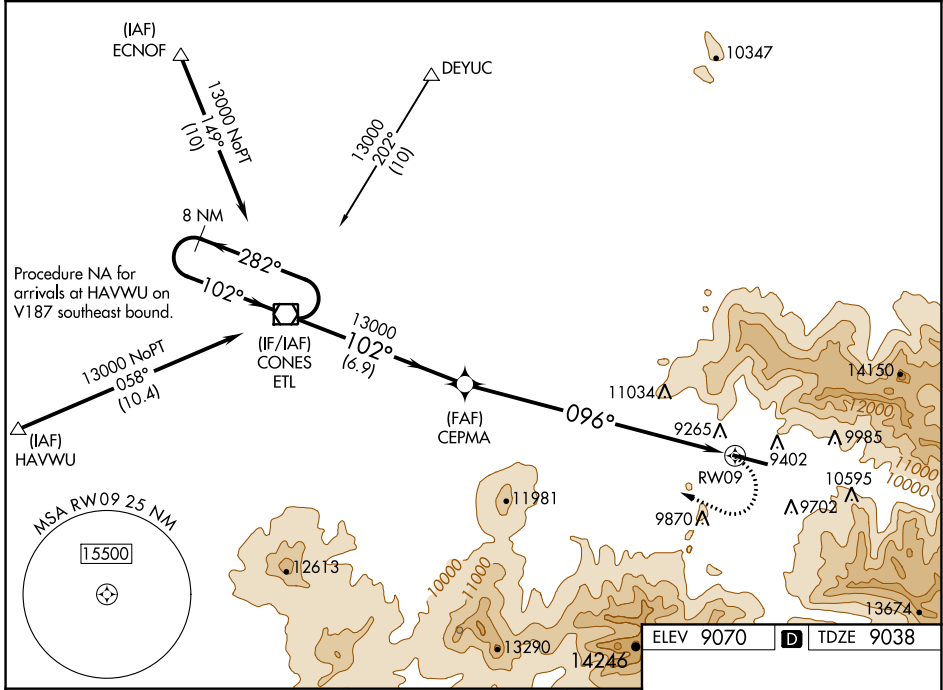 (IAF)
ECNOF
DEYUC
10347
13000 NoPT
149°
(10)
13000
202°
(10)
8 NM
282°
102°
Procedure NA for
arrivals at HAVWU on
V187 southeast bound.
(IF/IAF)
CONES
ETL
13000
102°
(6.9)
13000 NoPT
058°
(10.4)
(IAF)
HAVWU
(FAF)
CEPMA
096°
11034
14150
12000
9265
9402
9985
11000
10000
RW09
10595
9702
9870
11981
MSA RW09 25 NM
15500
12613
10000
11000
13290
14246
13674
ELEV 9070 D TDZE 9038